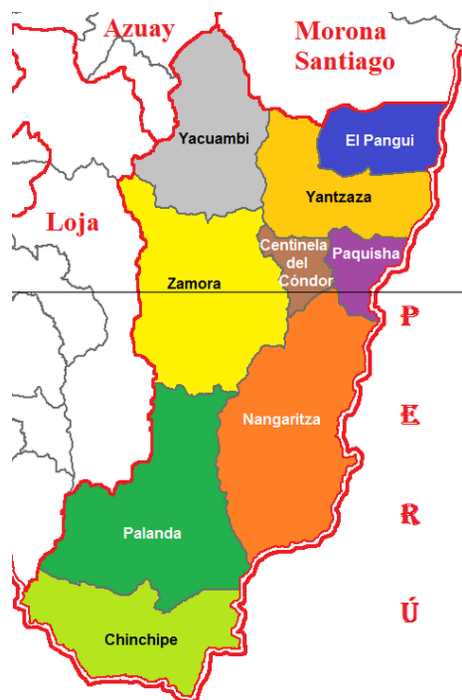 Azuay
Morona
Santiago
El Pangui
Yacuambi
Yantzaza
Loja
Centinela
del
Cóndor
Paquisha
Zamora
P
E
R
Ú
Nangaritza
Palanda
Chinchipe